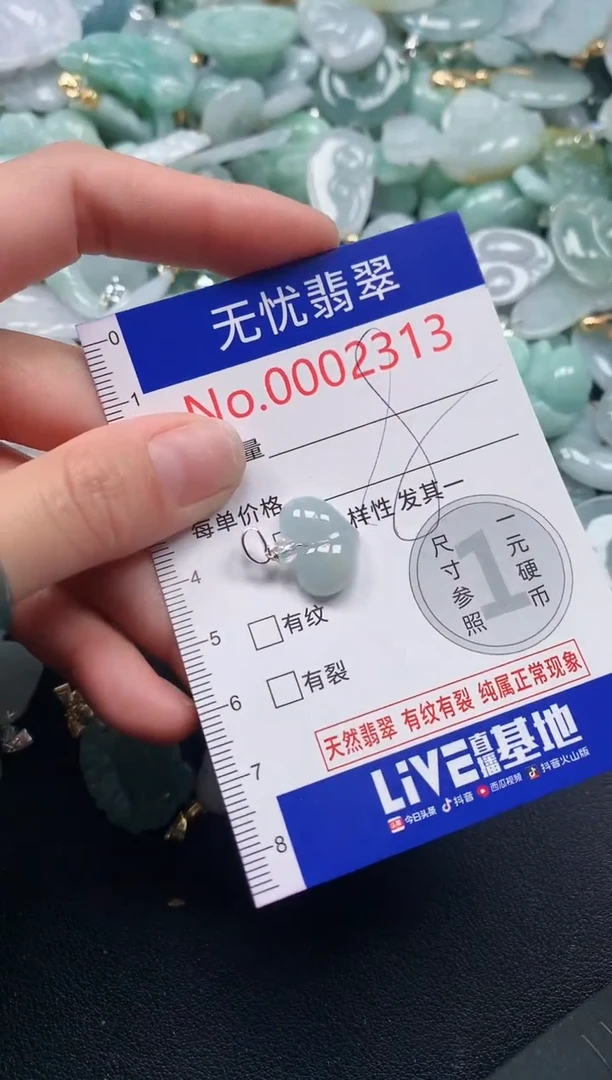 无忧翡翠
No.0002313
量
每单价格 样性 发其一
有纹
有裂
尺寸参照
1
一元硬币
天然翡翠 有纹有裂 纯属正常现象
LiVE直播基地
今日头条 抖音 西瓜视频 抖音火山版
0
1
4
5
6
7
8